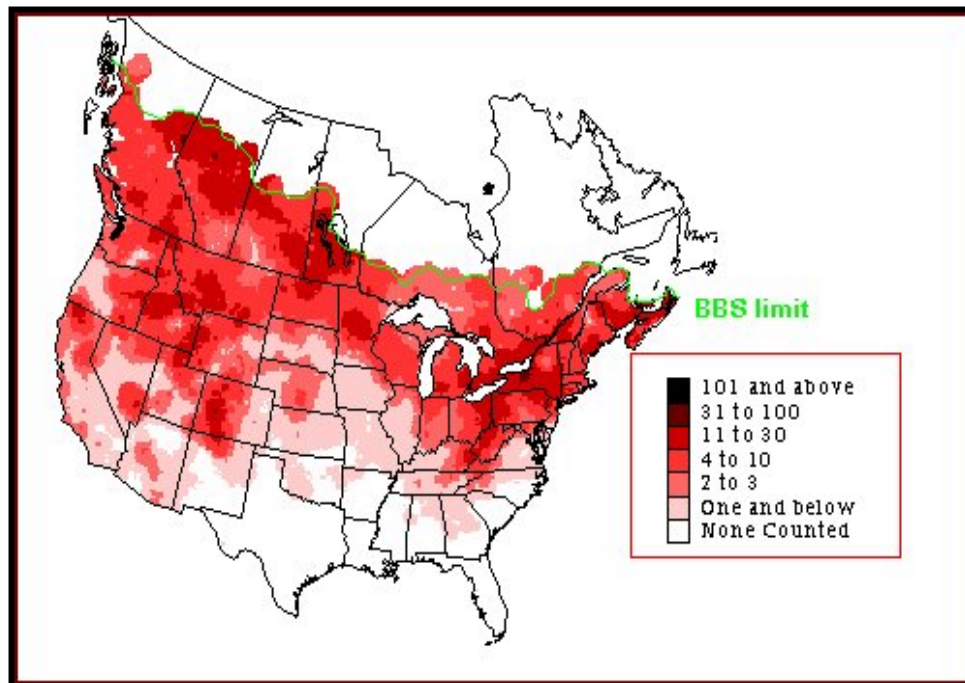 BBS limit
101 and above
31 to 100
11 to 30
4 to 10
2 to 3
One and below
None Counted